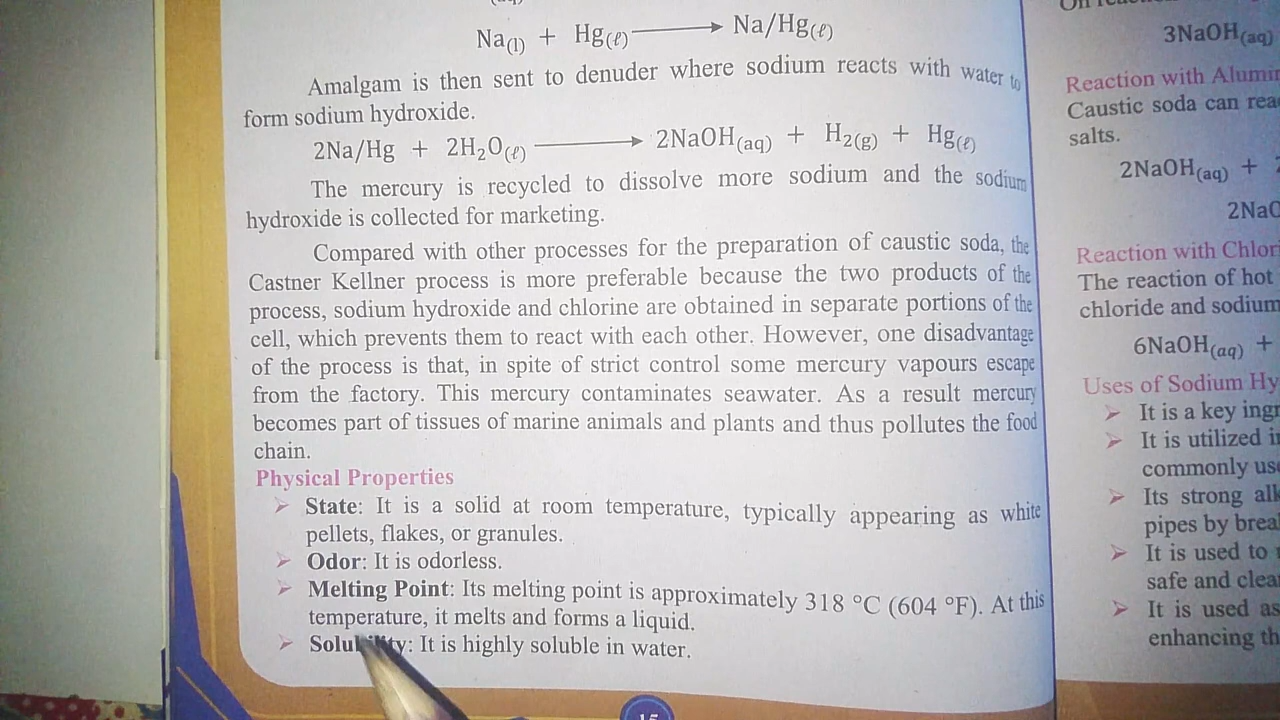 (aq)
Na(l) + Hg(ℓ) ⟶ Na/Hg(ℓ)
Amalgam is then sent to denuder where sodium reacts with water to
form sodium hydroxide.
2Na/Hg + 2H₂O(ℓ) ⟶ 2NaOH(aq) + H₂(g) + Hg(ℓ)
The mercury is recycled to dissolve more sodium and the sodium
hydroxide is collected for marketing.
Compared with other processes for the preparation of caustic soda, the
Castner Kellner process is more preferable because the two products of the
process, sodium hydroxide and chlorine are obtained in separate portions of the
cell, which prevents them to react with each other. However, one disadvantage
of the process is that, in spite of strict control some mercury vapours escape
from the factory. This mercury contaminates seawater. As a result mercury
becomes part of tissues of marine animals and plants and thus pollutes the food
chain.
Physical Properties
➢ State: It is a solid at room temperature, typically appearing as white
pellets, flakes, or granules.
➢ Odor: It is odorless.
➢ Melting Point: Its melting point is approximately 318 °C (604 °F). At this
temperature, it melts and forms a liquid.
➢ Solubility: It is highly soluble in water.
15
3NaOH(aq)
Reaction with
Caustic soda can
salts.
2NaOH(aq) +
Reaction with
The reaction of hot
chloride and sodium
6NaOH(aq) +
Uses of Sodium
➢ It is a key
➢ It is utilized
commonly
➢ Its strong
pipes by
➢ It is used to
safe and
➢ It is used as
enhancing